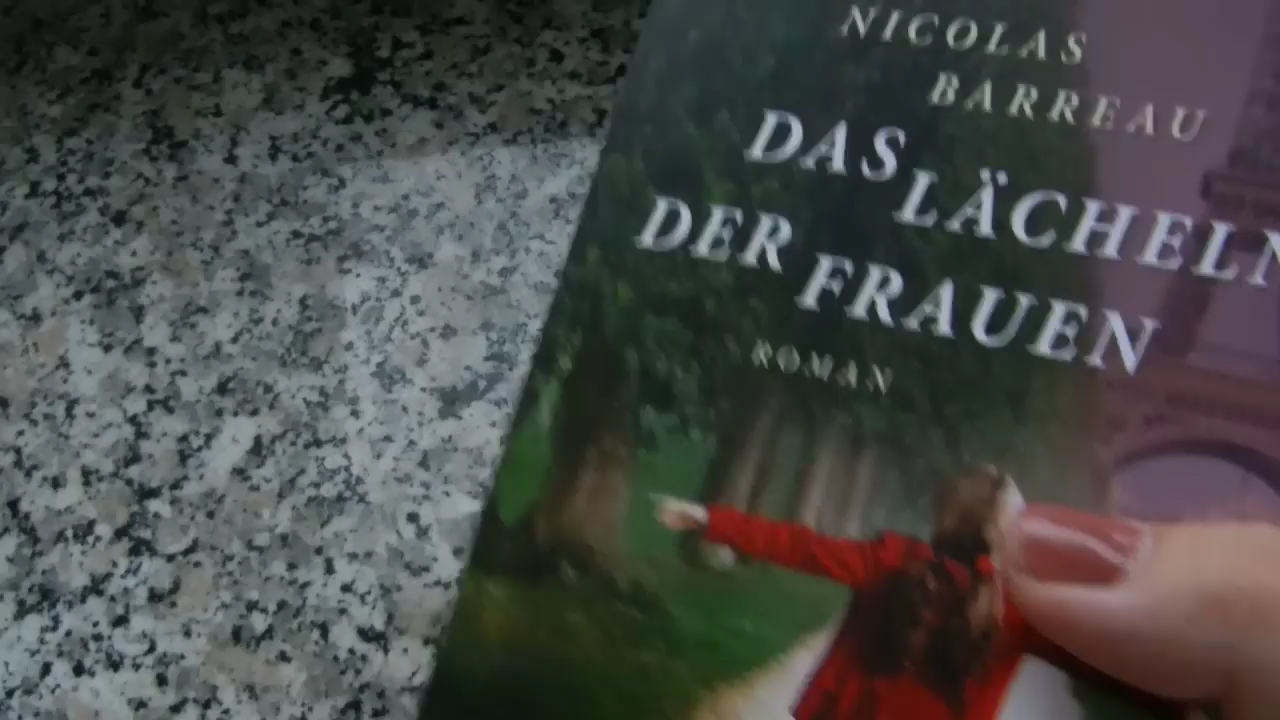 NICOLAS
BARREAU
DAS LÄCHELN
DER FRAUEN
ROMAN